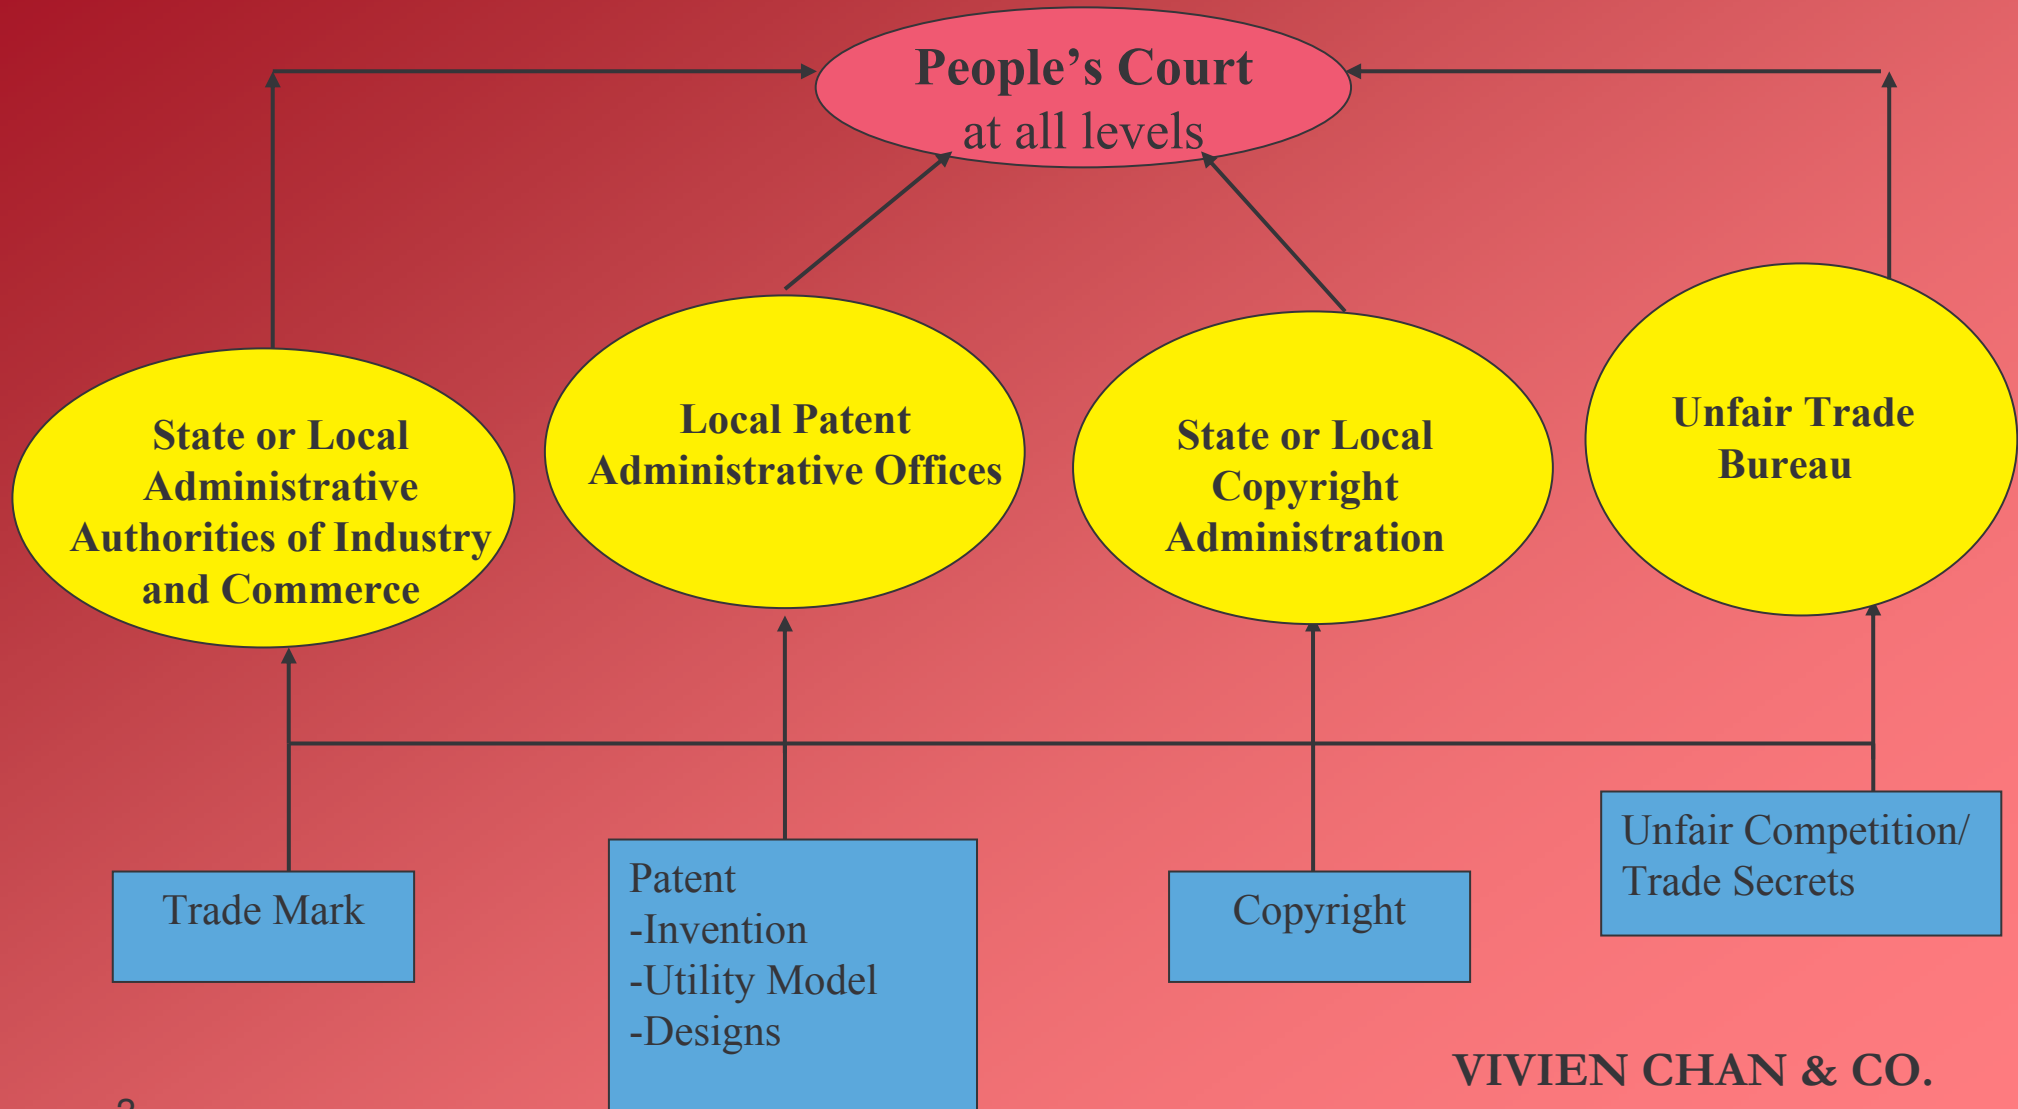 People’s Court
at all levels
State or Local
Administrative
Authorities of Industry
and Commerce
Local Patent
Administrative Offices
State or Local
Copyright
Administration
Unfair Trade
Bureau
Trade Mark
Patent
-Invention
-Utility Model
-Designs
Copyright
Unfair Competition/
Trade Secrets
VIVIEN CHAN & CO.